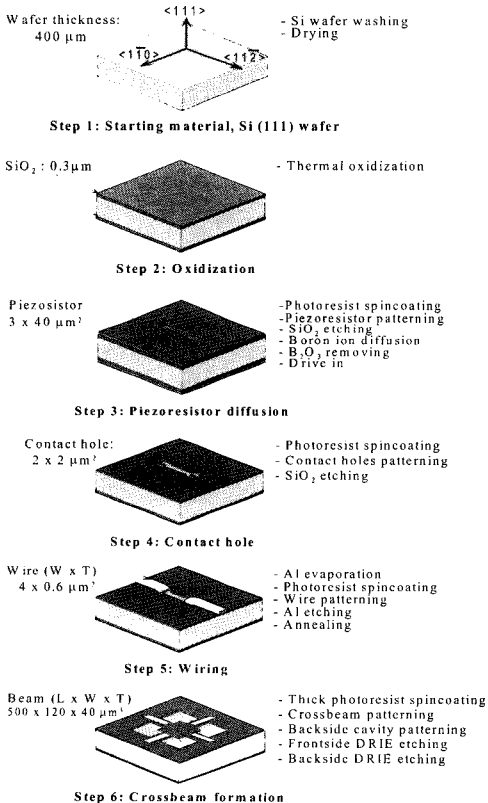 Wafer thickness:
400 μm
<111>
<11̄0>
<112̄>
- Si wafer washing
- Drying
Step 1: Starting material, Si (111) wafer
SiO₂ : 0.3μm
- Thermal oxidization
Step 2: Oxidization
Piezosistor
3 x 40 μm²
-Photoresist spincoating
-Piezoresistor patterning
- SiO₂ etching
- Boron ion diffusion
- B₂O₃ removing
- Drive in
Step 3: Piezoresistor diffusion
Contact hole:
2 x 2 μm²
- Photoresist spincoating
- Contact holes patterning
- SiO₂ etching
Step 4: Contact hole
Wire (W x T)
4 x 0.6 μm²
- Al evaporation
- Photoresist spincoating
- Wire patterning
- Al etching
- Annealing
Step 5: Wiring
Beam (L x W x T)
500 x 120 x 40 μm³
- Thick photoresist spincoating
- Crossbeam patterning
- Backside cavity patterning
- Frontside DRIE etching
- Backside DRIE etching
Step 6: Crossbeam formation